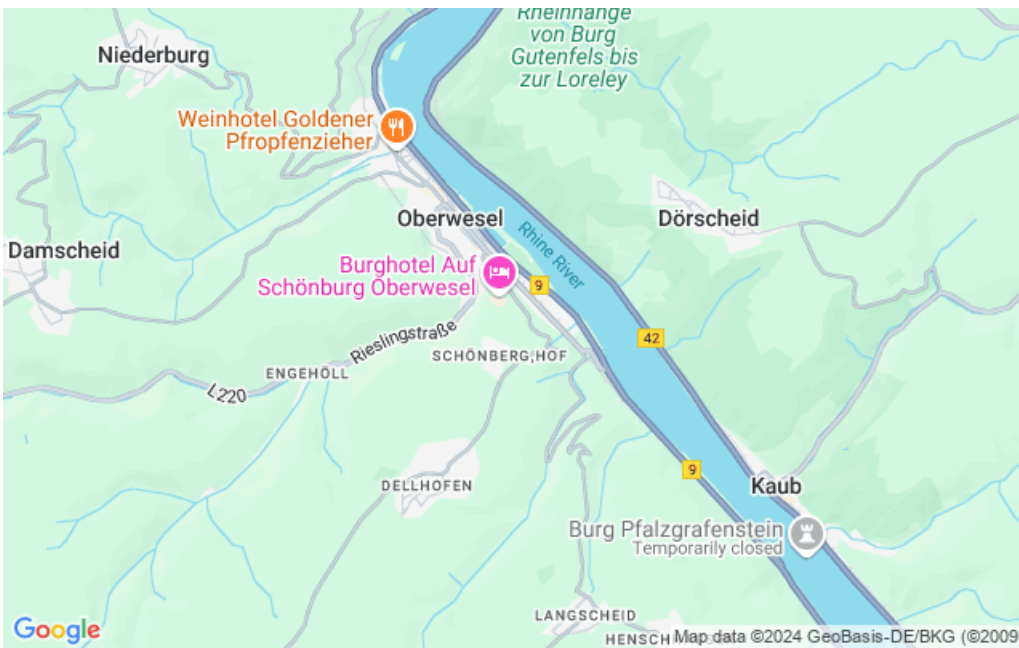 Rheinhänge
von Burg
Gutenfels bis
zur Loreley
Niederburg
Weinhotel Goldener
Pfropfenzieher
Oberwesel
Dörscheid
Damscheid
Rhine River
Burghotel Auf
Schönburg Oberwesel
9
Rieslingstraße
42
SCHÖNBERG,HOF
ENGEHÖLL
L220
9
DELLHOFEN
Kaub
Burg Pfalzgrafenstein
Temporarily closed
LANGSCHEID
Google
Map data ©2024 GeoBasis-DE/BKG (©2009